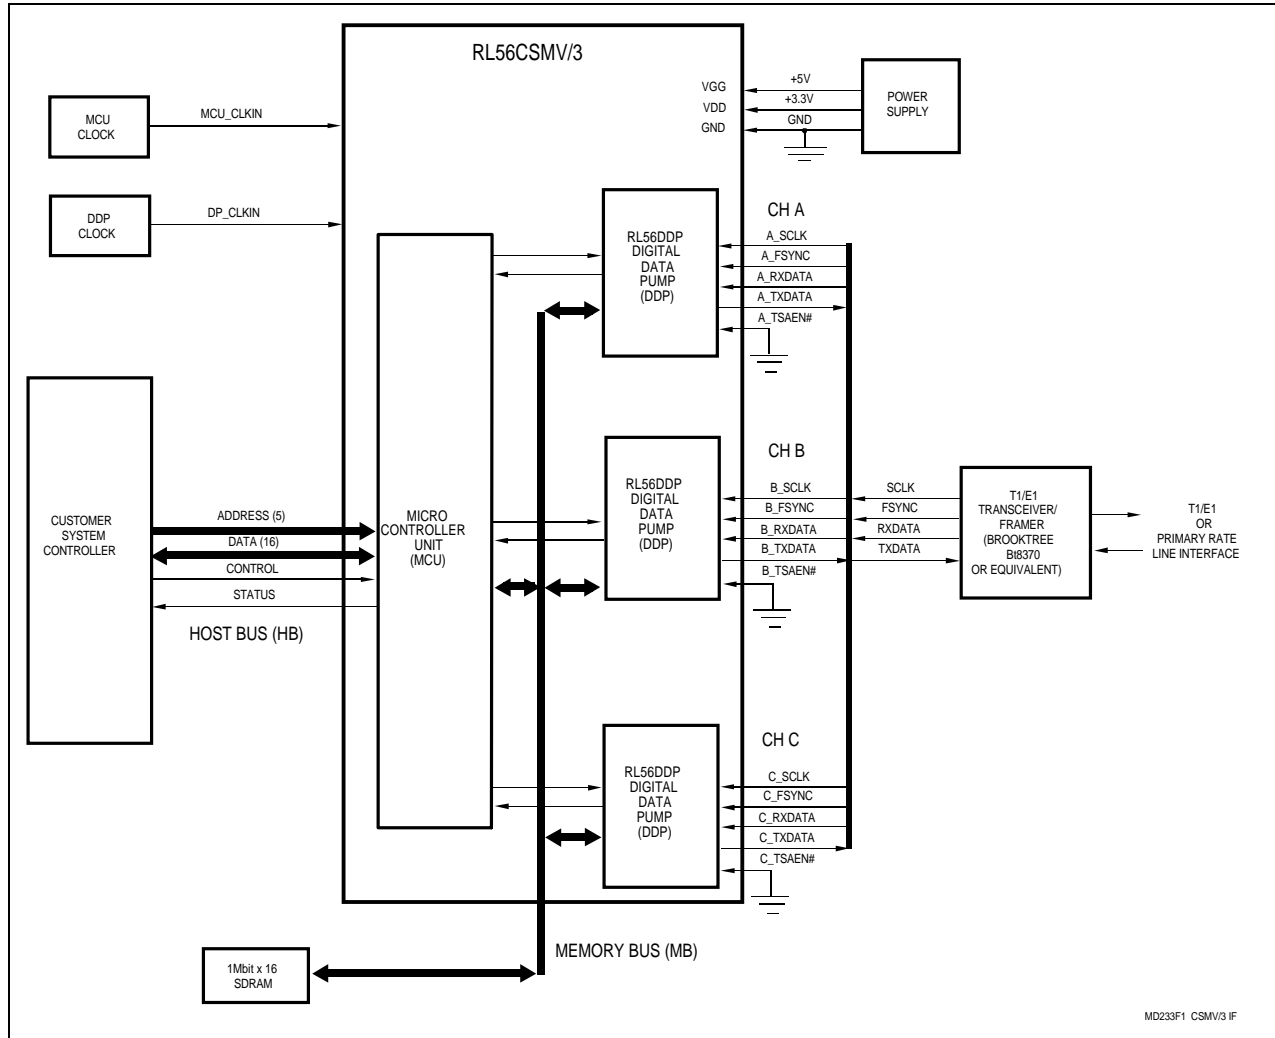 RL56CSMV/3
MCU
CLOCK
MCU_CLKIN
DDP
CLOCK
DP_CLKIN
VGG
VDD
GND
+5V
+3.3V
GND
POWER
SUPPLY
RL56DDP
DIGITAL
DATA
PUMP
(DDP)
CH A
A_SCLK
A_FSYNC
A_RXDATA
A_TXDATA
A_TSAEN#
CUSTOMER
SYSTEM
CONTROLLER
ADDRESS (5)
DATA (16)
CONTROL
STATUS
HOST BUS (HB)
MICRO
CONTROLLER
UNIT
(MCU)
RL56DDP
DIGITAL
DATA
PUMP
(DDP)
CH B
B_SCLK
B_FSYNC
B_RXDATA
B_TXDATA
B_TSAEN#
SCLK
FSYNC
RXDATA
TXDATA
T1/E1
TRANSCEIVER/
FRAMER
(BROOKTREE
Bt8370
OR EQUIVALENT)
T1/E1
OR
PRIMARY RATE
LINE INTERFACE
RL56DDP
DIGITAL
DATA
PUMP
(DDP)
CH C
C_SCLK
C_FSYNC
C_RXDATA
C_TXDATA
C_TSAEN#
MEMORY BUS (MB)
1Mbit x 16
SDRAM
MD233F1 CSMV/3 IF